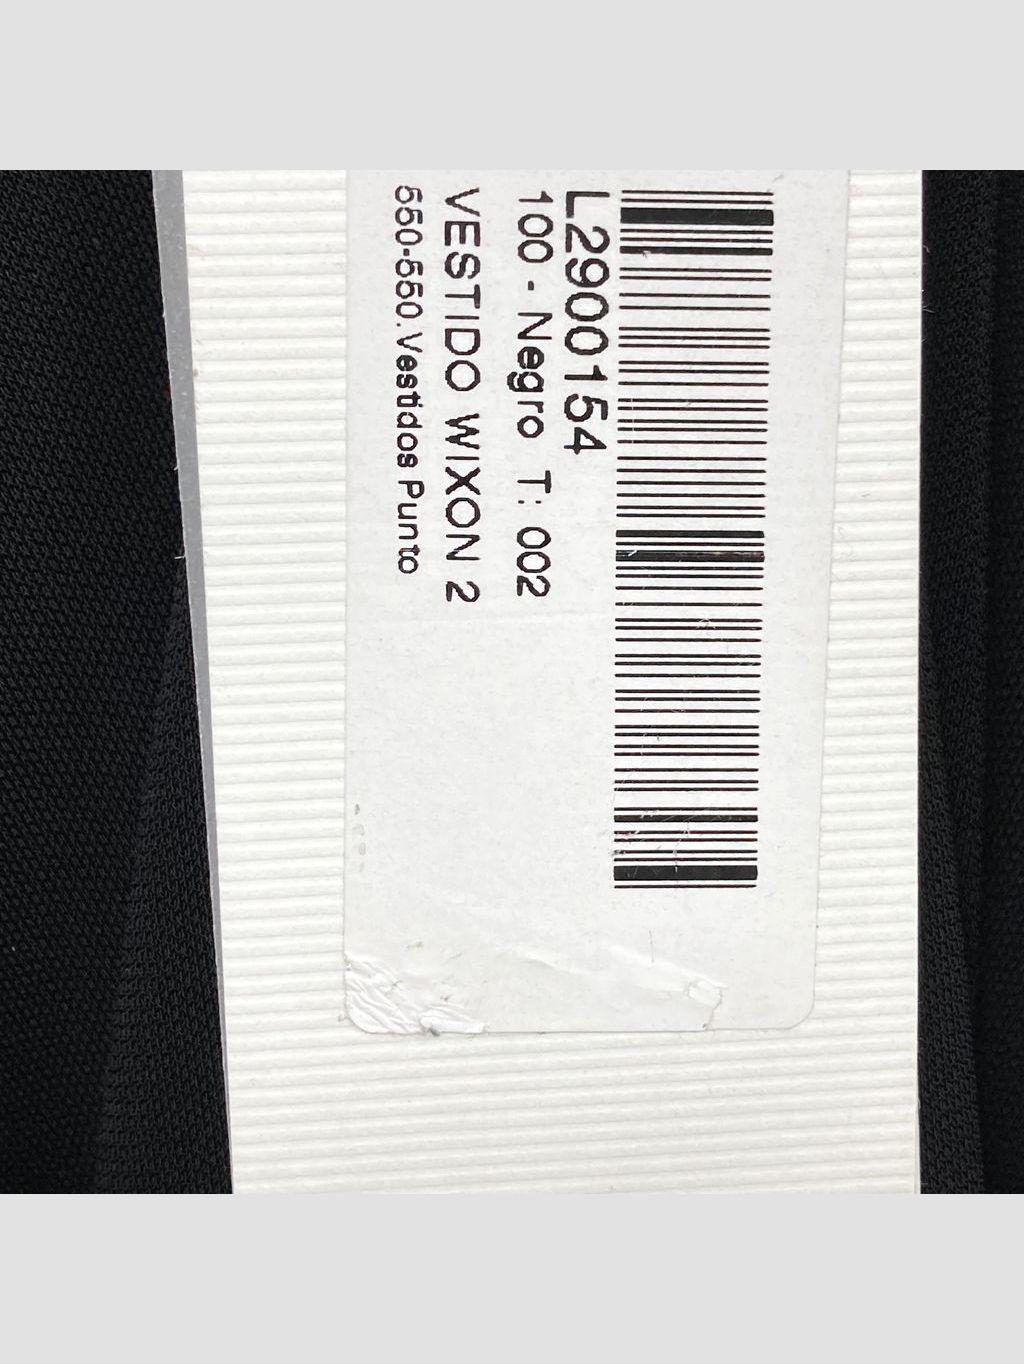 L2900154
100 - Negro T: 002
VESTIDO WIXON 2
550-550.Vestidos Punto